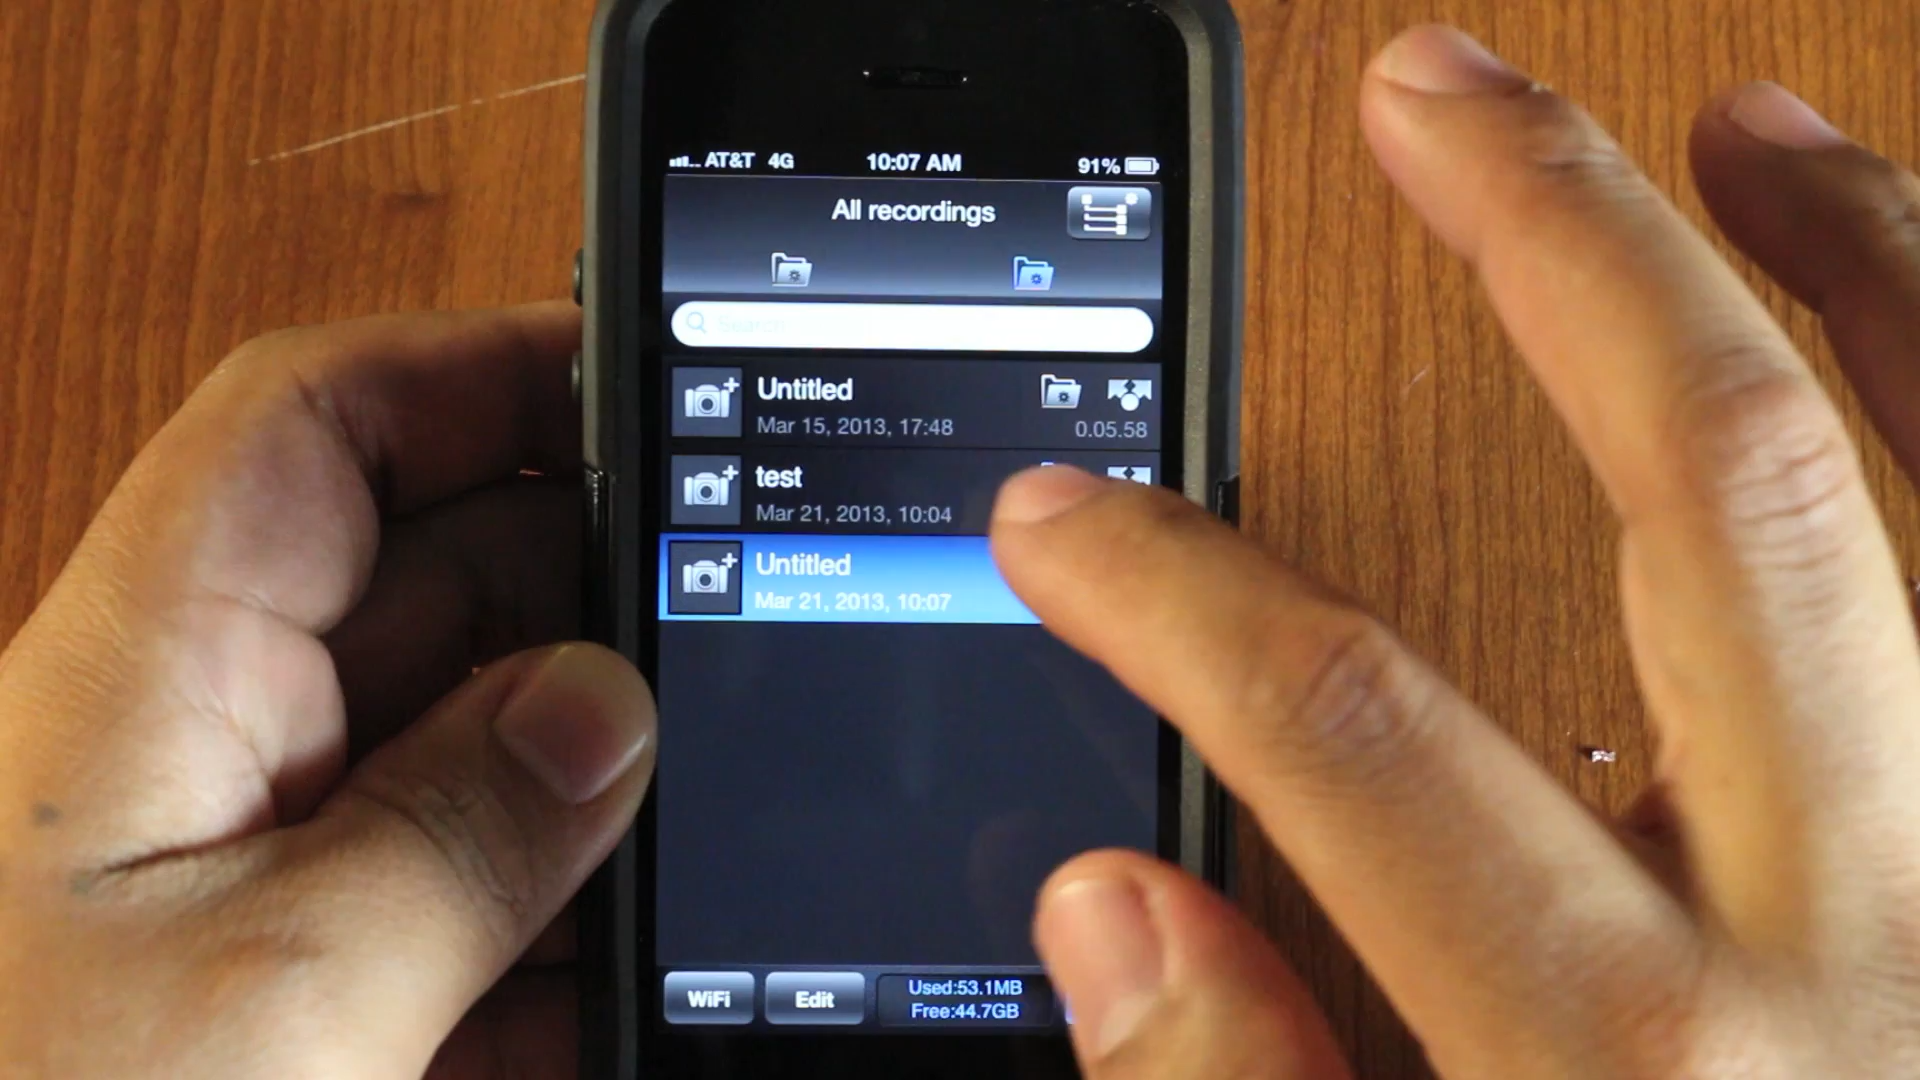 AT&T 4G 10:07 AM 91%
All recordings
Search
Untitled
Mar 15, 2013, 17:48 0.05.58
test
Mar 21, 2013, 10:04
Untitled
Mar 21, 2013, 10:07
WiFi Edit Used:53.1MB
Free:44.7GB